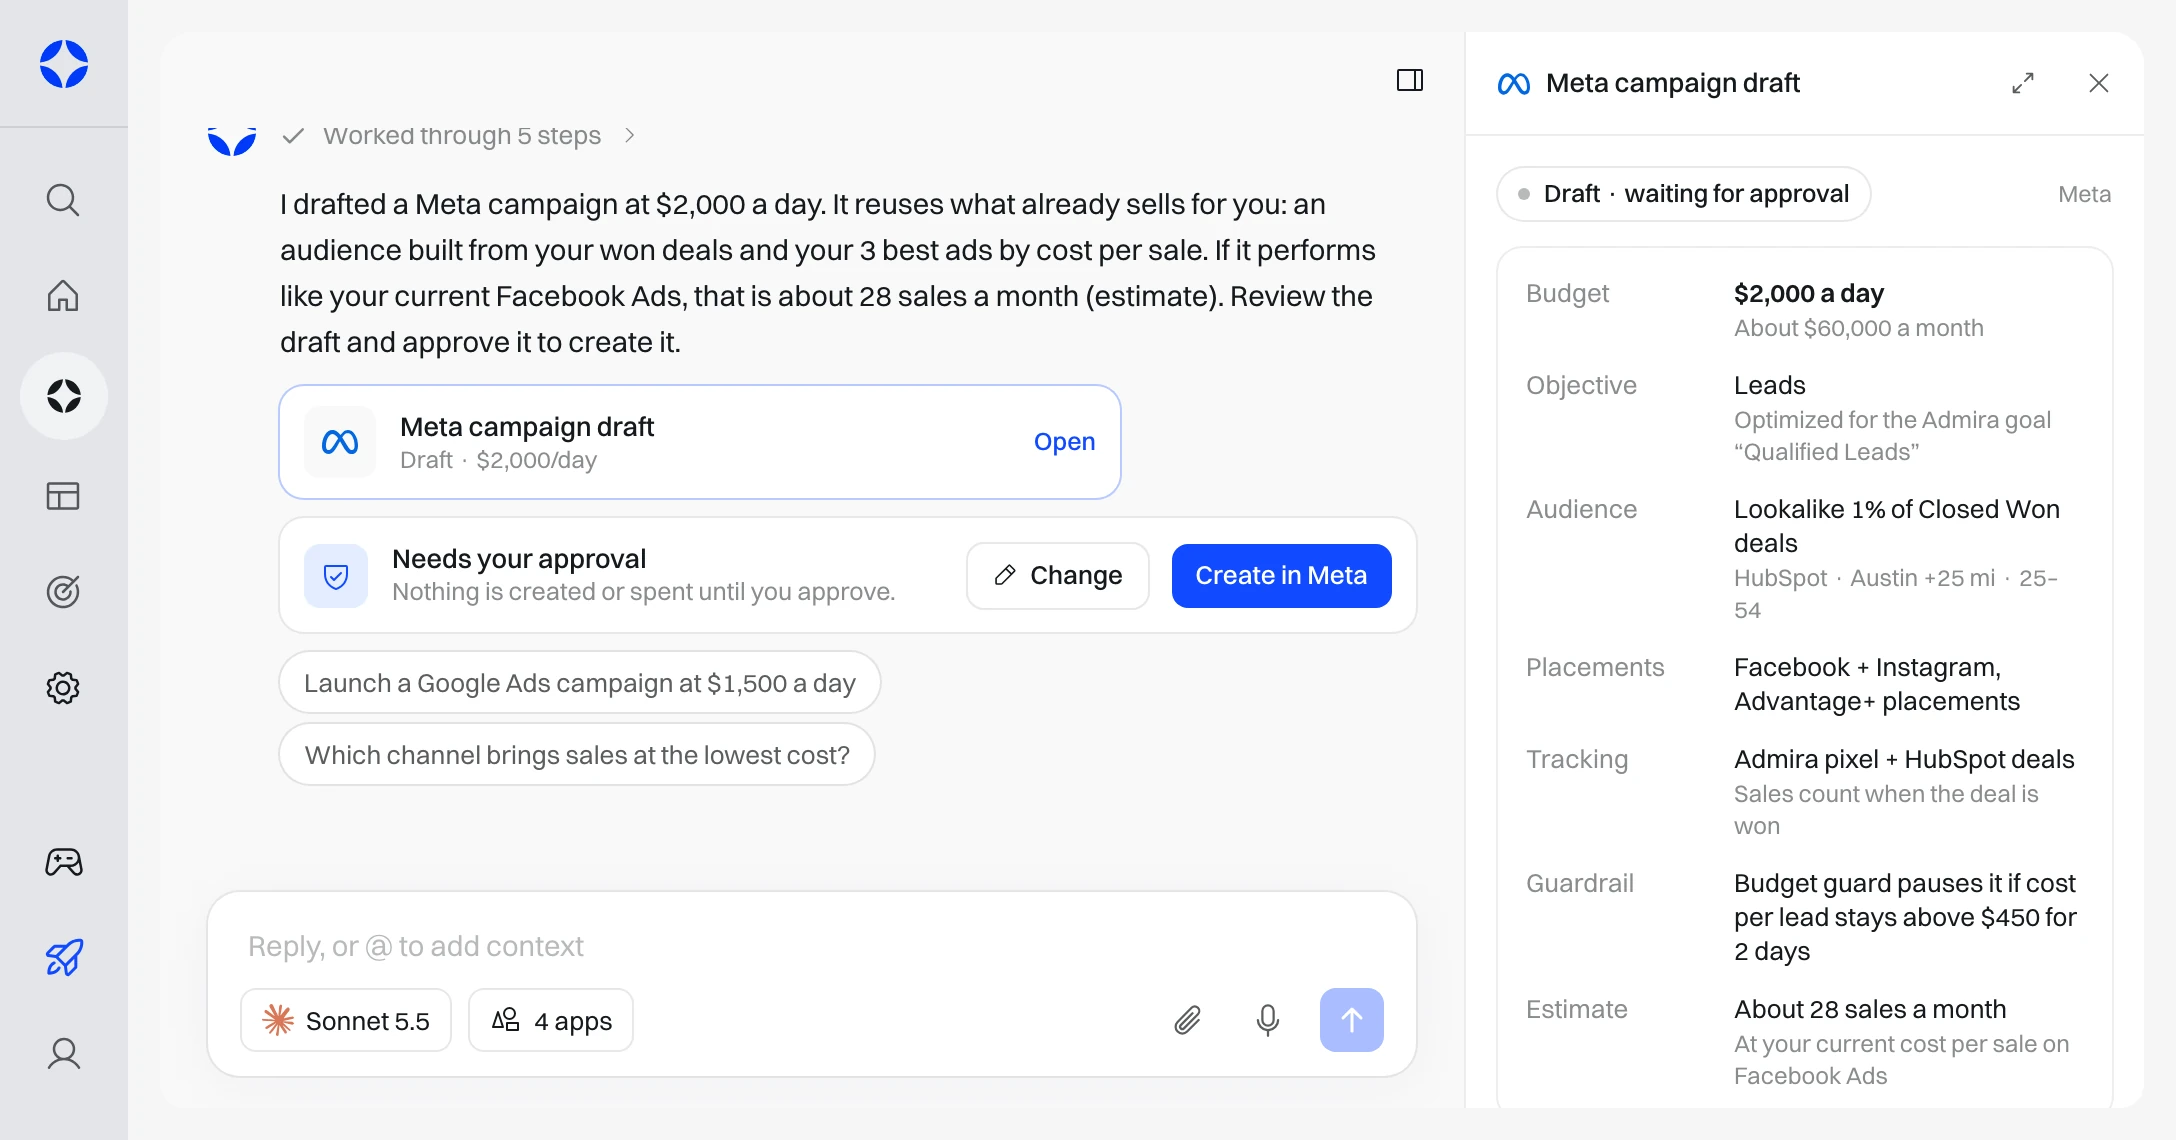 Worked through 5 steps
I drafted a Meta campaign at $2,000 a day. It reuses what already sells for you: an
audience built from your won deals and your 3 best ads by cost per sale. If it performs
like your current Facebook Ads, that is about 28 sales a month (estimate). Review the
draft and approve it to create it.
Meta campaign draft
Draft · $2,000/day
Open
Needs your approval
Nothing is created or spent until you approve.
Change
Create in Meta
Launch a Google Ads campaign at $1,500 a day
Which channel brings sales at the lowest cost?
Reply, or @ to add context
Sonnet 5.5
4 apps
Meta campaign draft
Draft · waiting for approval
Meta
Budget
$2,000 a day
About $60,000 a month
Objective
Leads
Optimized for the Admira goal
“Qualified Leads”
Audience
Lookalike 1% of Closed Won
deals
HubSpot · Austin +25 mi · 25–
54
Placements
Facebook + Instagram,
Advantage+ placements
Tracking
Admira pixel + HubSpot deals
Sales count when the deal is
won
Guardrail
Budget guard pauses it if cost
per lead stays above $450 for
2 days
Estimate
About 28 sales a month
At your current cost per sale on
Facebook Ads